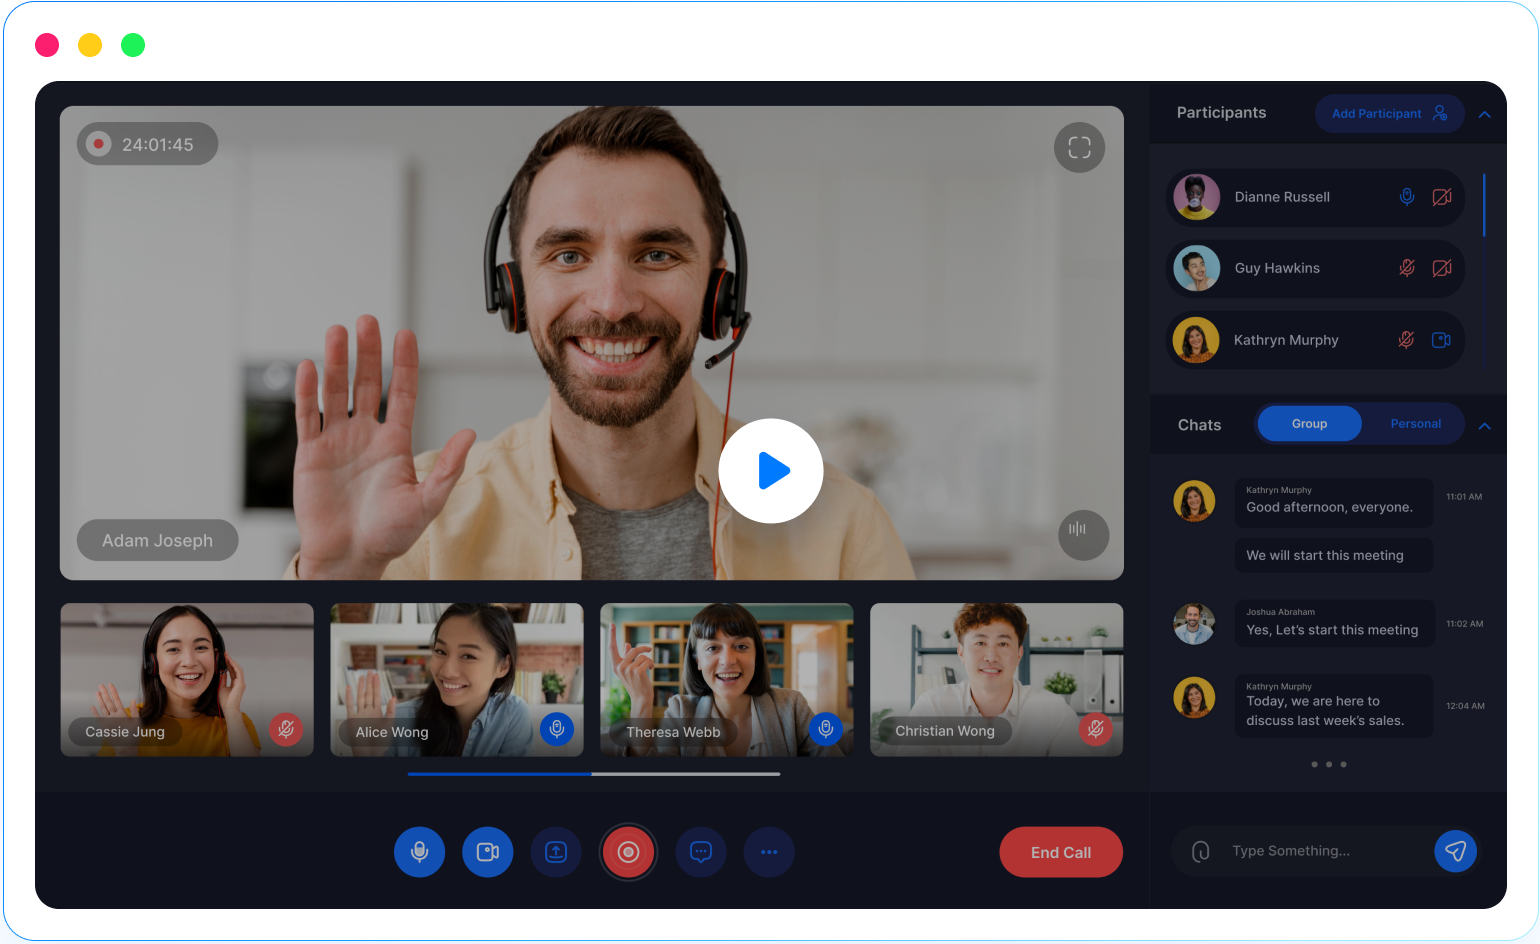 24:01:45
Adam Joseph
Cassie Jung
Alice Wong
Theresa Webb
Christian Wong
End Call
Participants
Add Participant
Dianne Russell
Guy Hawkins
Kathryn Murphy
Chats
Group
Personal
Kathryn Murphy
Good afternoon, everyone.
11:01 AM
We will start this meeting
Joshua Abraham
Yes, Let’s start this meeting
11:02 AM
Kathryn Murphy
Today, we are here to
discuss last week’s sales.
12:04 AM
Type Something...